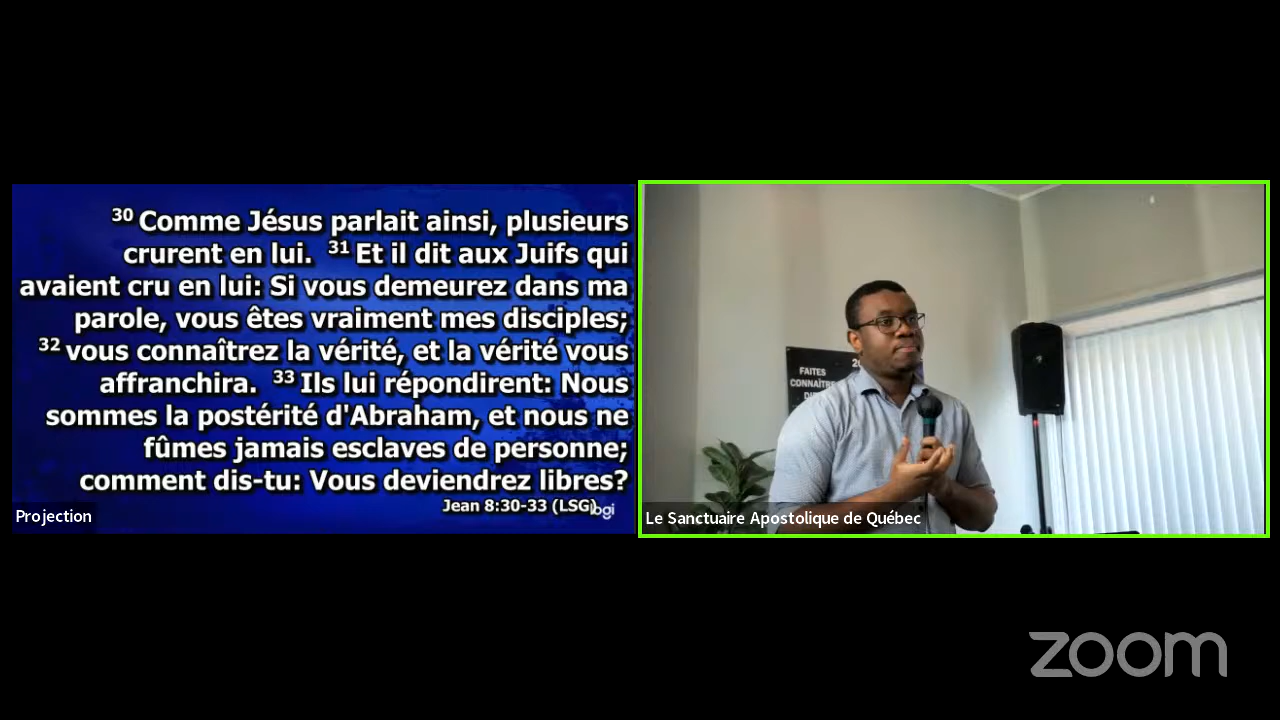 30 Comme Jésus parlait ainsi, plusieurs
crurent en lui. 31 Et il dit aux Juifs qui
avaient cru en lui: Si vous demeurez dans ma
parole, vous êtes vraiment mes disciples;
32 vous connaîtrez la vérité, et la vérité vous
affranchira. 33 Ils lui répondirent: Nous
sommes la postérité d'Abraham, et nous ne
fûmes jamais esclaves de personne;
comment dis-tu: Vous deviendrez libres?
Jean 8:30-33 (LSG)
Projection
FAITES
CONNAÎTRE
Le Sanctuaire Apostolique de Québec
zoom